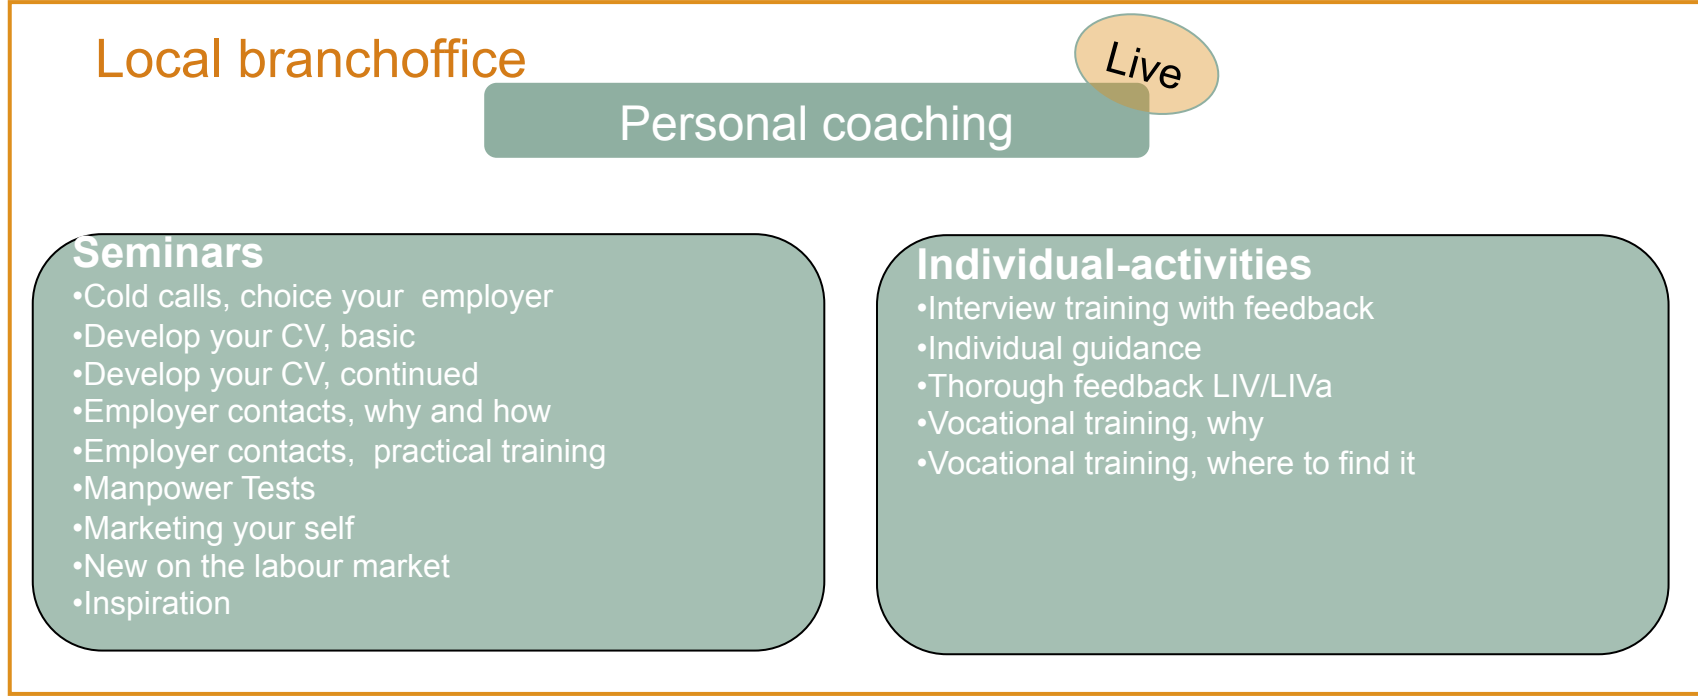 Local branchoffice
Live
Personal coaching
Seminars
•Cold calls, choice your  employer
•Develop your CV, basic
•Develop your CV, continued
•Employer contacts, why and how
•Employer contacts,  practical training
•Manpower Tests
•Marketing your self
•New on the labour market
•Inspiration
Individual-activities
•Interview training with feedback
•Individual guidance
•Thorough feedback LIV/LIVa
•Vocational training, why
•Vocational training, where to find it